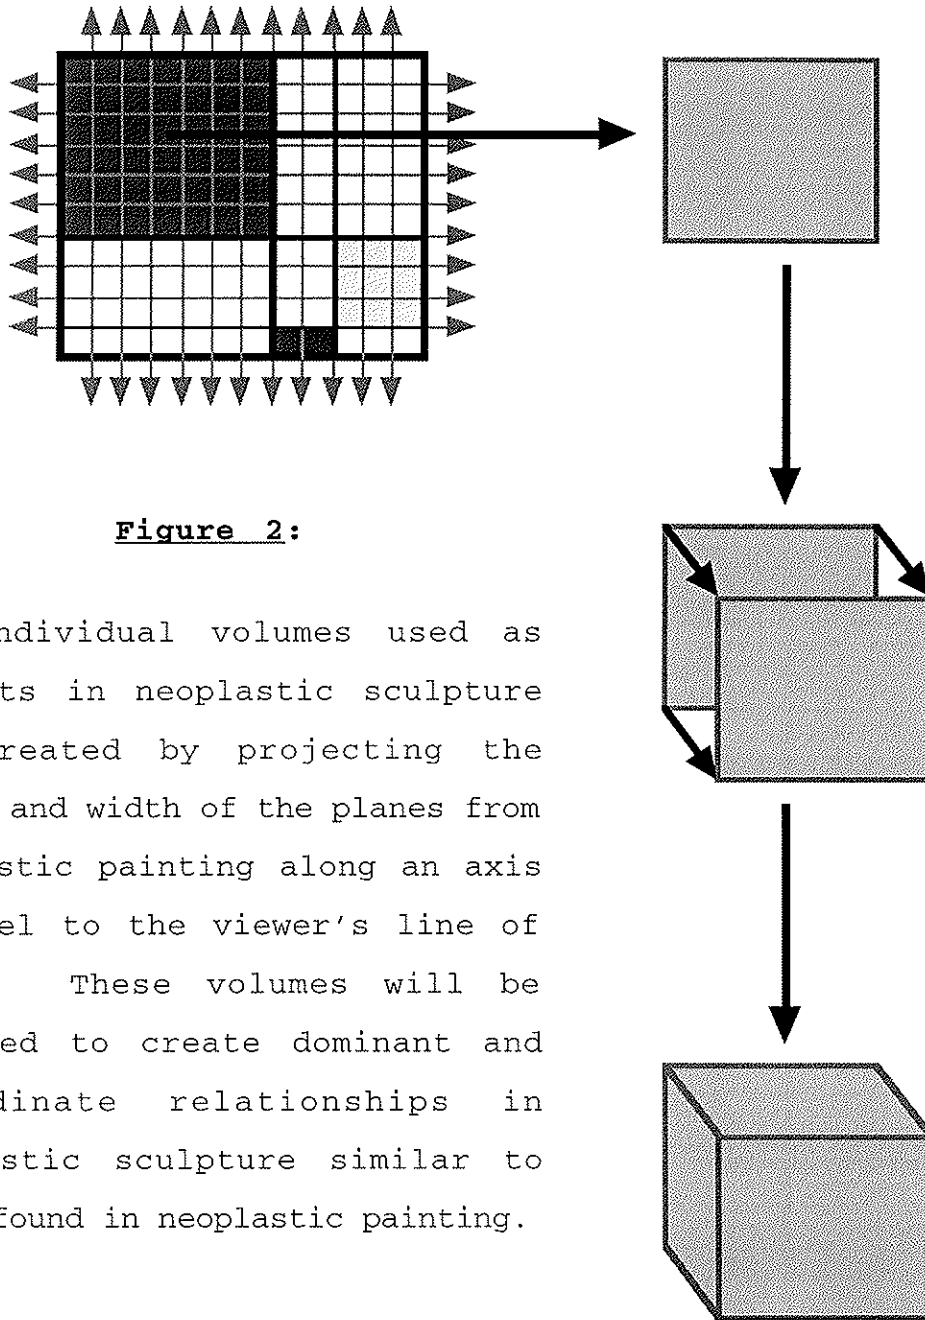 Figure 2:
ndividual volumes used as
ts in neoplastic sculpture
reated by projecting the
and width of the planes from
stic painting along an axis
el to the viewer's line of
These volumes will be
ed to create dominant and
dinate relationships in
stic sculpture similar to
found in neoplastic painting.